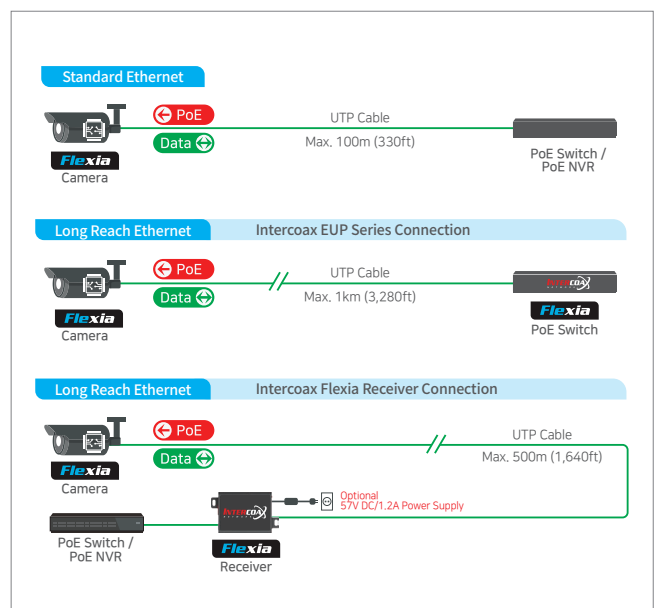 Standard Ethernet
PoE
Data
UTP Cable
Max. 100m (330ft)
Flexia
Camera
PoE Switch /
PoE NVR
Long Reach Ethernet
Intercoax EUP Series Connection
PoE
Data
UTP Cable
Max. 1km (3,280ft)
INTERCOAX
Flexia
Camera
Flexia
PoE Switch
Long Reach Ethernet
Intercoax Flexia Receiver Connection
PoE
Data
UTP Cable
Max. 500m (1,640ft)
Flexia
Camera
Optional
57V DC/1.2A Power Supply
INTERCOAX
PoE Switch /
PoE NVR
Flexia
Receiver